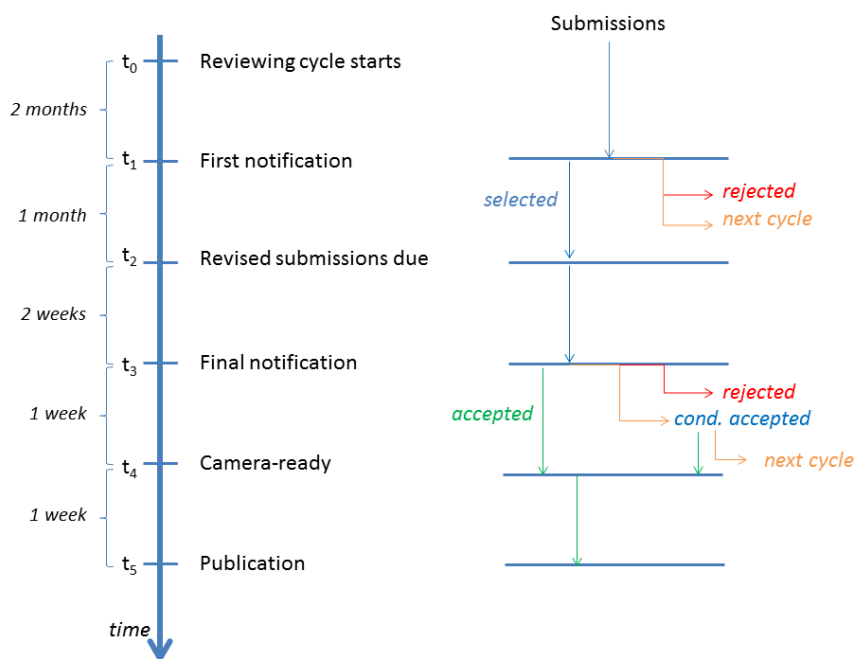 Submissions
t0 Reviewing cycle starts
2 months
t1 First notification
rejected
selected
1 month
next cycle
t2 Revised submissions due
2 weeks
t3 Final notification
rejected
1 week
accepted
cond. accepted
t4 Camera-ready
next cycle
1 week
t5 Publication
time